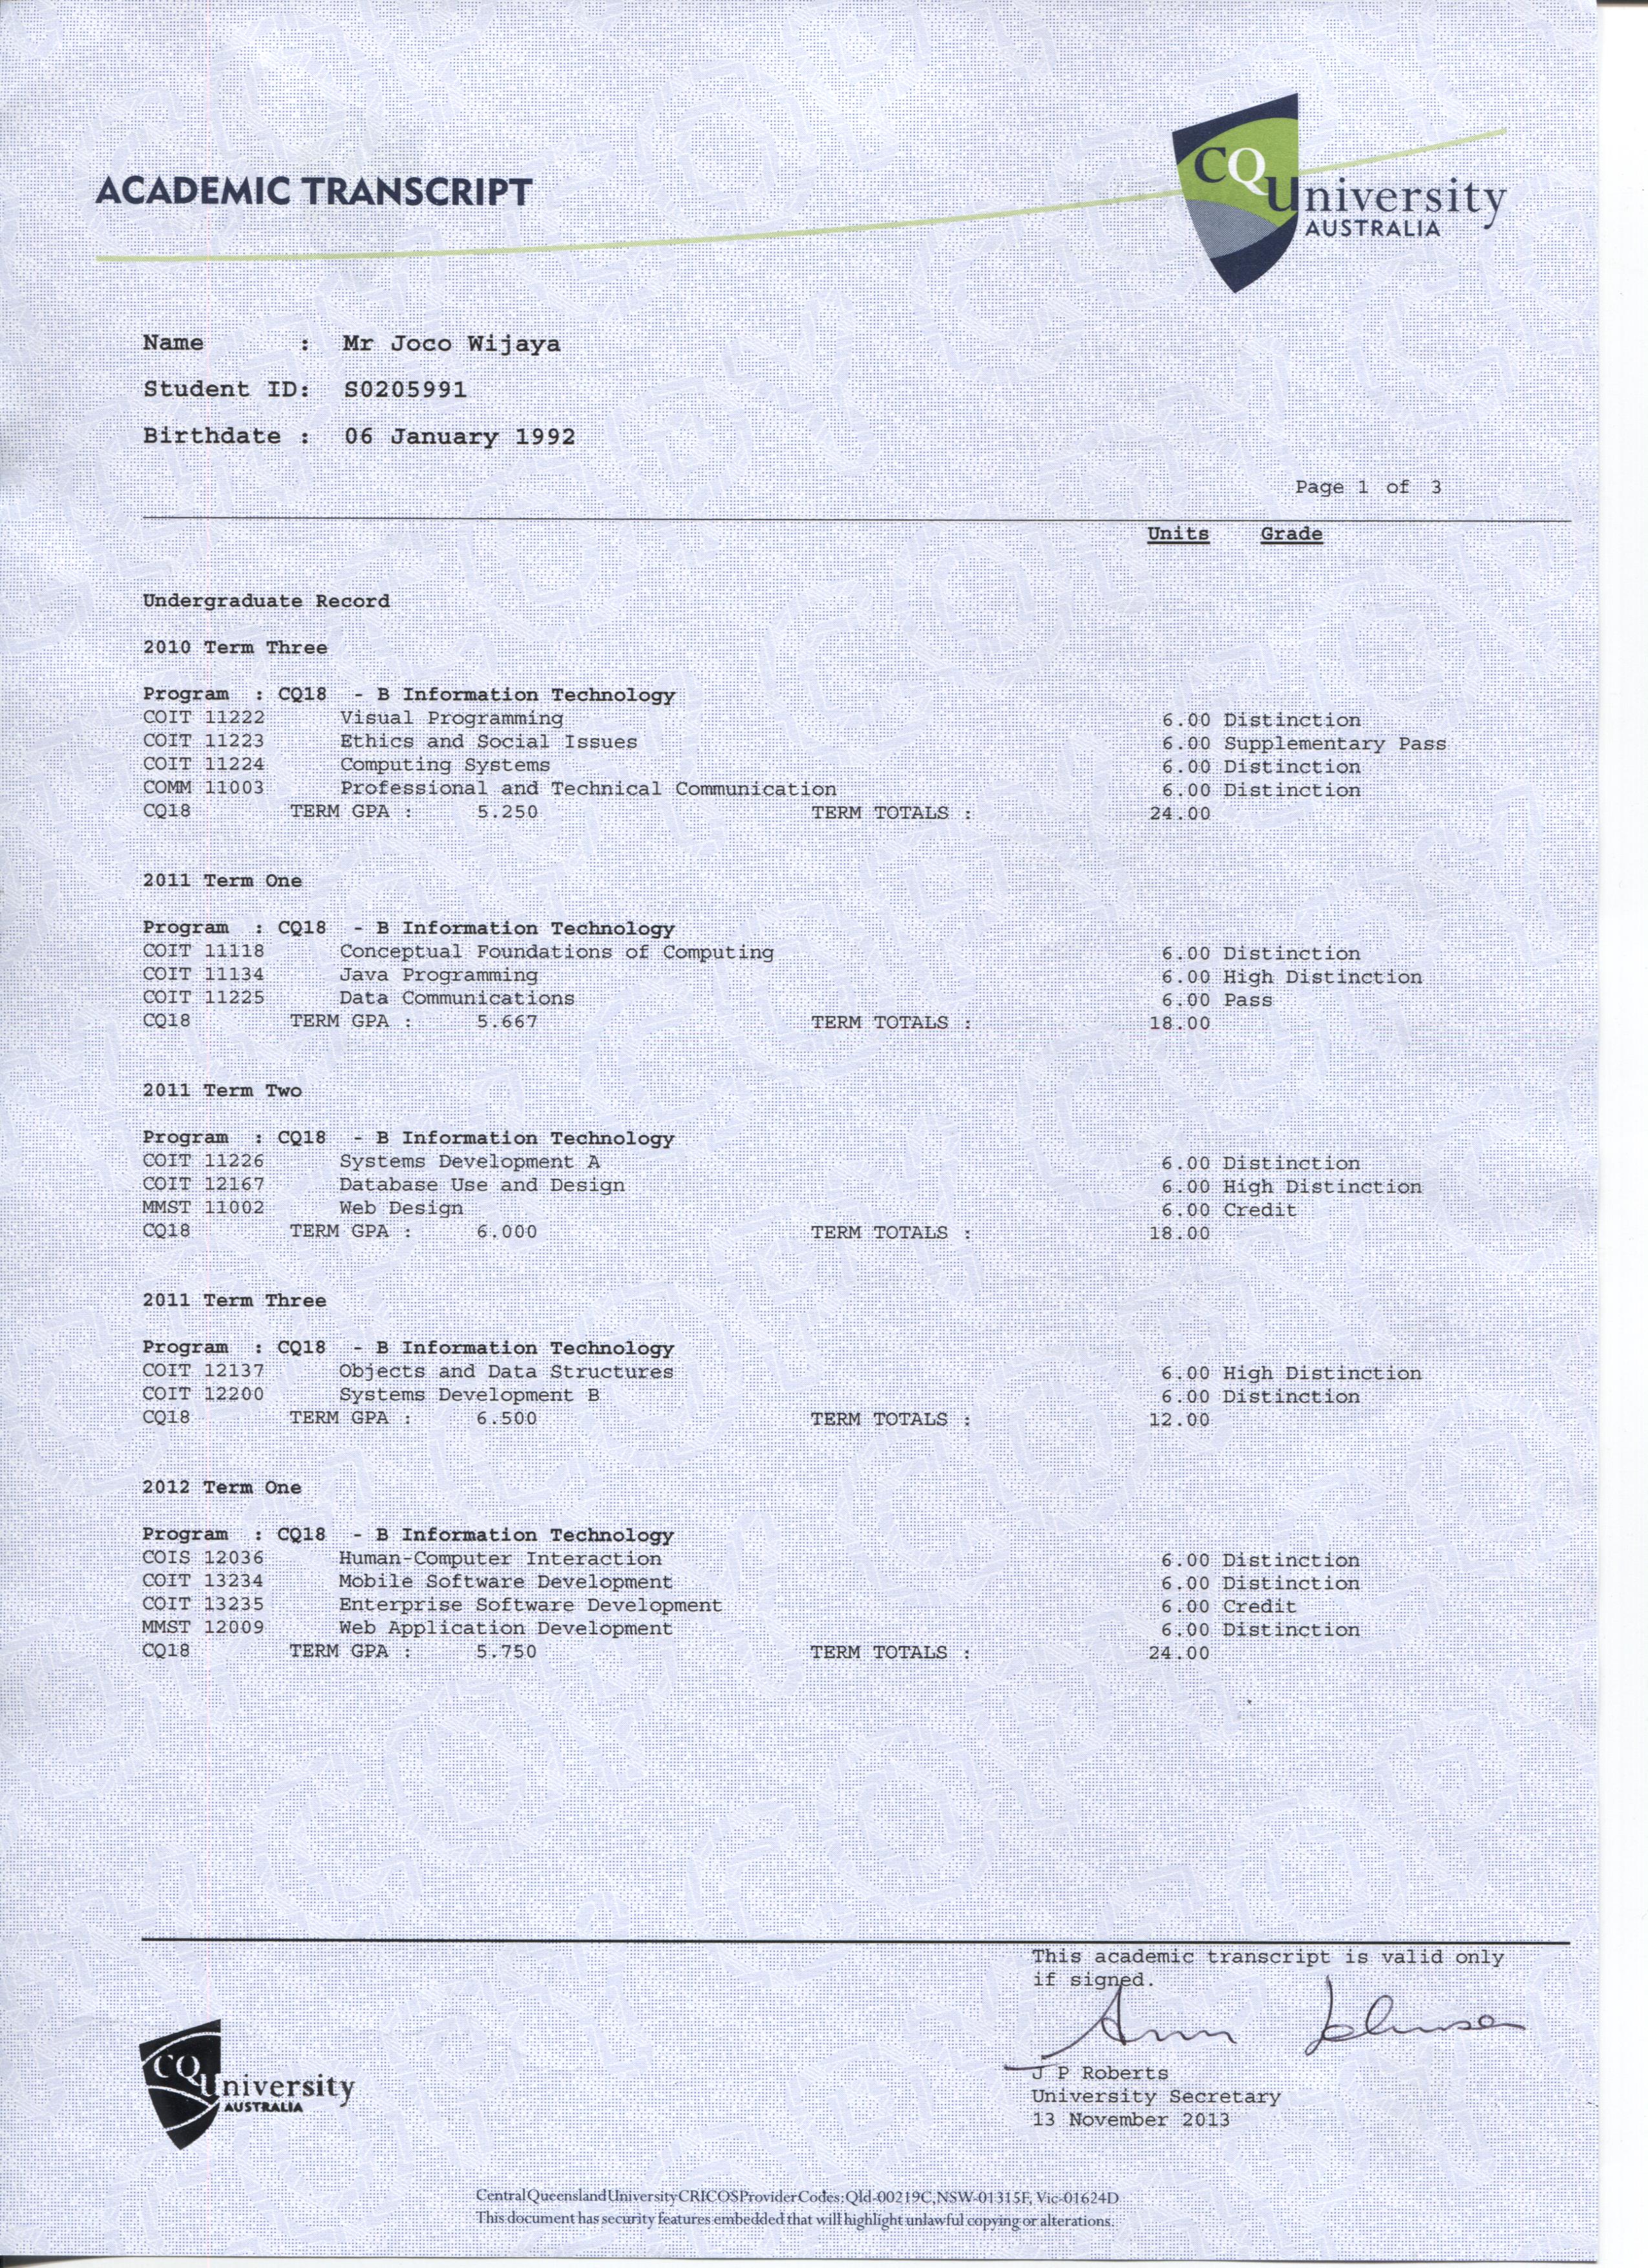 ACADEMIC TRANSCRIPT
CQUniversity
AUSTRALIA
Name : Mr Joco Wijaya
Student ID: S0205991
Birthdate : 06 January 1992
Page 1 of 3
Units Grade
Undergraduate Record
2010 Term Three
Program : CQ18 - B Information Technology
COIT 11222 Visual Programming 6.00 Distinction
COIT 11223 Ethics and Social Issues 6.00 Supplementary Pass
COIT 11224 Computing Systems 6.00 Distinction
COMM 11003 Professional and Technical Communication 6.00 Distinction
CQ18 TERM GPA : 5.250 TERM TOTALS : 24.00
2011 Term One
Program : CQ18 - B Information Technology
COIT 11118 Conceptual Foundations of Computing 6.00 Distinction
COIT 11134 Java Programming 6.00 High Distinction
COIT 11225 Data Communications 6.00 Pass
CQ18 TERM GPA : 5.667 TERM TOTALS : 18.00
2011 Term Two
Program : CQ18 - B Information Technology
COIT 11226 Systems Development A 6.00 Distinction
COIT 12167 Database Use and Design 6.00 High Distinction
MMST 11002 Web Design 6.00 Credit
CQ18 TERM GPA : 6.000 TERM TOTALS : 18.00
2011 Term Three
Program : CQ18 - B Information Technology
COIT 12137 Objects and Data Structures 6.00 High Distinction
COIT 12200 Systems Development B 6.00 Distinction
CQ18 TERM GPA : 6.500 TERM TOTALS : 12.00
2012 Term One
Program : CQ18 - B Information Technology
COIS 12036 Human-Computer Interaction 6.00 Distinction
COIT 13234 Mobile Software Development 6.00 Distinction
COIT 13235 Enterprise Software Development 6.00 Credit
MMST 12009 Web Application Development 6.00 Distinction
CQ18 TERM GPA : 5.750 TERM TOTALS : 24.00
This academic transcript is valid only
if signed.
Ann Johnson
J P Roberts
University Secretary
13 November 2013
CQUniversity
AUSTRALIA
Central Queensland University CRICOS Provider Codes: Qld-00219C, NSW-01315F, Vic-01624D
This document has security features embedded that will highlight unlawful copying or alterations.